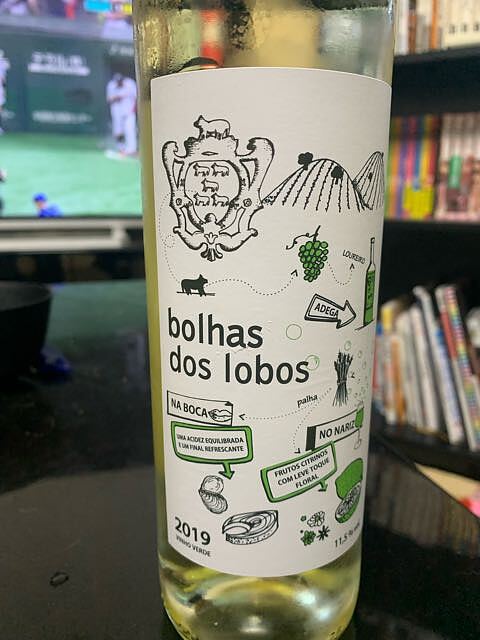 LOUREIRO
ADEGA
bolhas
dos lobos
palha
NA BOCA
NO NARIZ
UMA ACIDEZ EQUILIBRADA
E UM FINAL REFRESCANTE
FRUTOS CITRINOS
COM LEVE TOQUE
FLORAL
2019
VINHO VERDE
11,5% vol